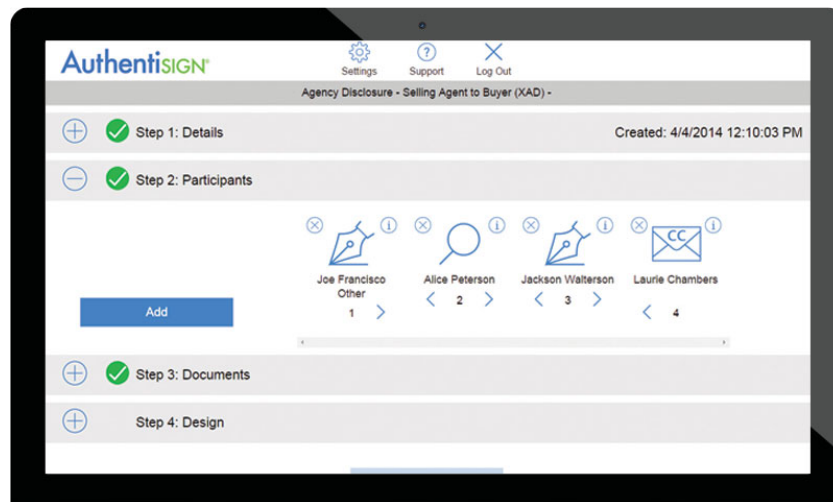 AuthentiSIGN®
Settings
Support
Log Out
Agency Disclosure - Selling Agent to Buyer (XAD) -
Step 1: Details
Created: 4/4/2014 12:10:03 PM
Step 2: Participants
CC
Joe Francisco
Other
1
Alice Peterson
2
Jackson Walterson
3
Laurie Chambers
4
Add
Step 3: Documents
Step 4: Design